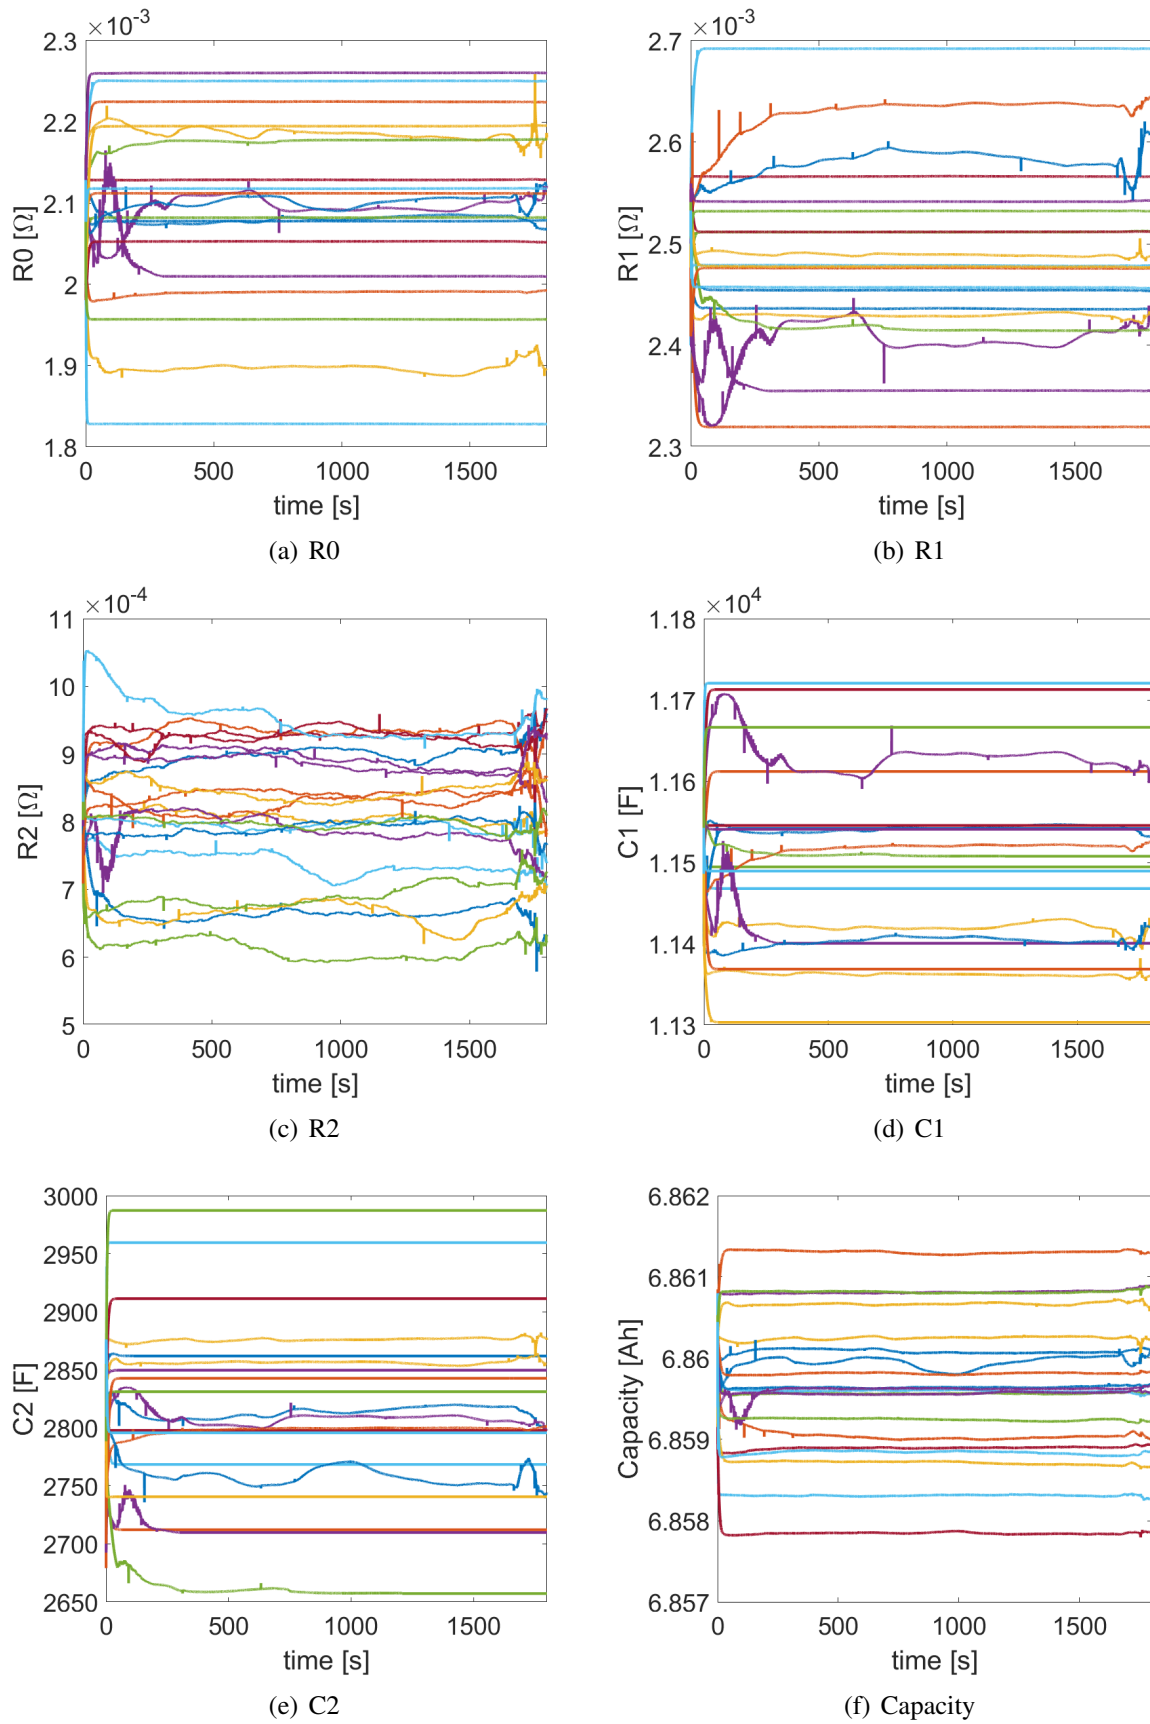 ×10⁻³
2.3
2.2
2.1
2
1.9
1.8
R0 [Ω]
0 500 1000 1500
time [s]
(a) R0
×10⁻³
2.7
2.6
2.5
2.4
2.3
R1 [Ω]
0 500 1000 1500
time [s]
(b) R1
×10⁻⁴
11
10
9
8
7
6
5
R2 [Ω]
0 500 1000 1500
time [s]
(c) R2
×10⁴
1.18
1.17
1.16
1.15
1.14
1.13
C1 [F]
0 500 1000 1500
time [s]
(d) C1
3000
2950
2900
2850
2800
2750
2700
2650
C2 [F]
0 500 1000 1500
time [s]
(e) C2
6.862
6.861
6.86
6.859
6.858
6.857
Capacity [Ah]
0 500 1000 1500
time [s]
(f) Capacity